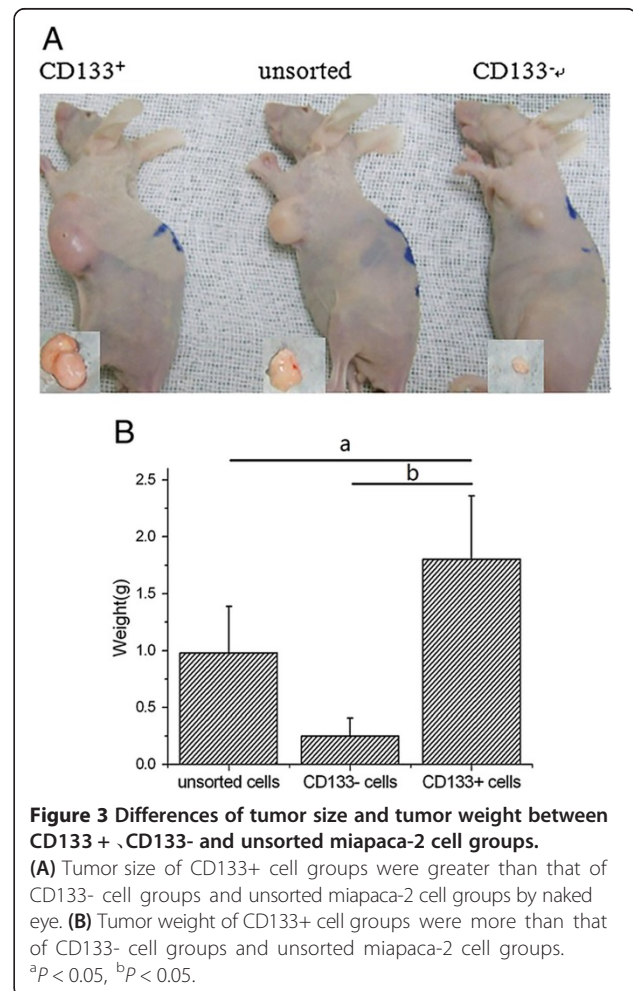 A
CD133⁺ unsorted CD133⁻↵
B
a
b
2.5
2.0
1.5
1.0
0.5
0.0
Weight(g)
unsorted cells CD133- cells CD133+ cells
Figure 3 Differences of tumor size and tumor weight between
CD133 + 、CD133- and unsorted miapaca-2 cell groups.
(A) Tumor size of CD133+ cell groups were greater than that of
CD133- cell groups and unsorted miapaca-2 cell groups by naked
eye. (B) Tumor weight of CD133+ cell groups were more than that
of CD133- cell groups and unsorted miapaca-2 cell groups.
ᵃP < 0.05, ᵇP < 0.05.